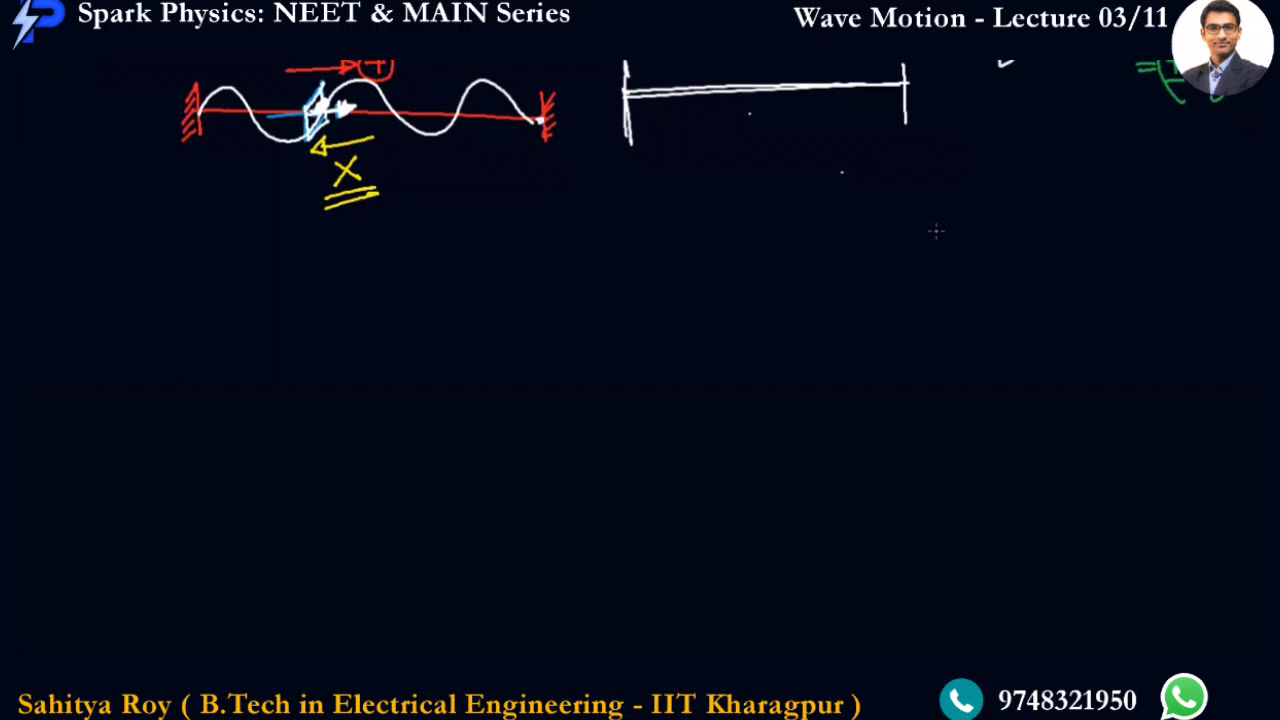 Spark Physics: NEET & MAIN Series
Wave Motion - Lecture 03/11
X
Sahitya Roy ( B.Tech in Electrical Engineering - IIT Kharagpur )
9748321950